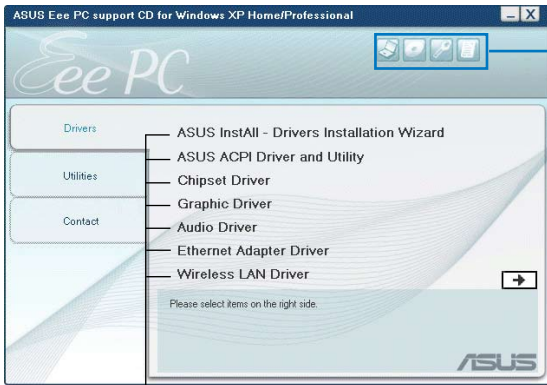 ASUS Eee PC support CD for Windows XP Home/Professional
Eee PC
Drivers
Utilities
Contact
ASUS InstAll - Drivers Installation Wizard
ASUS ACPI Driver and Utility
Chipset Driver
Graphic Driver
Audio Driver
Ethernet Adapter Driver
Wireless LAN Driver
Please select items on the right side.
ASUS